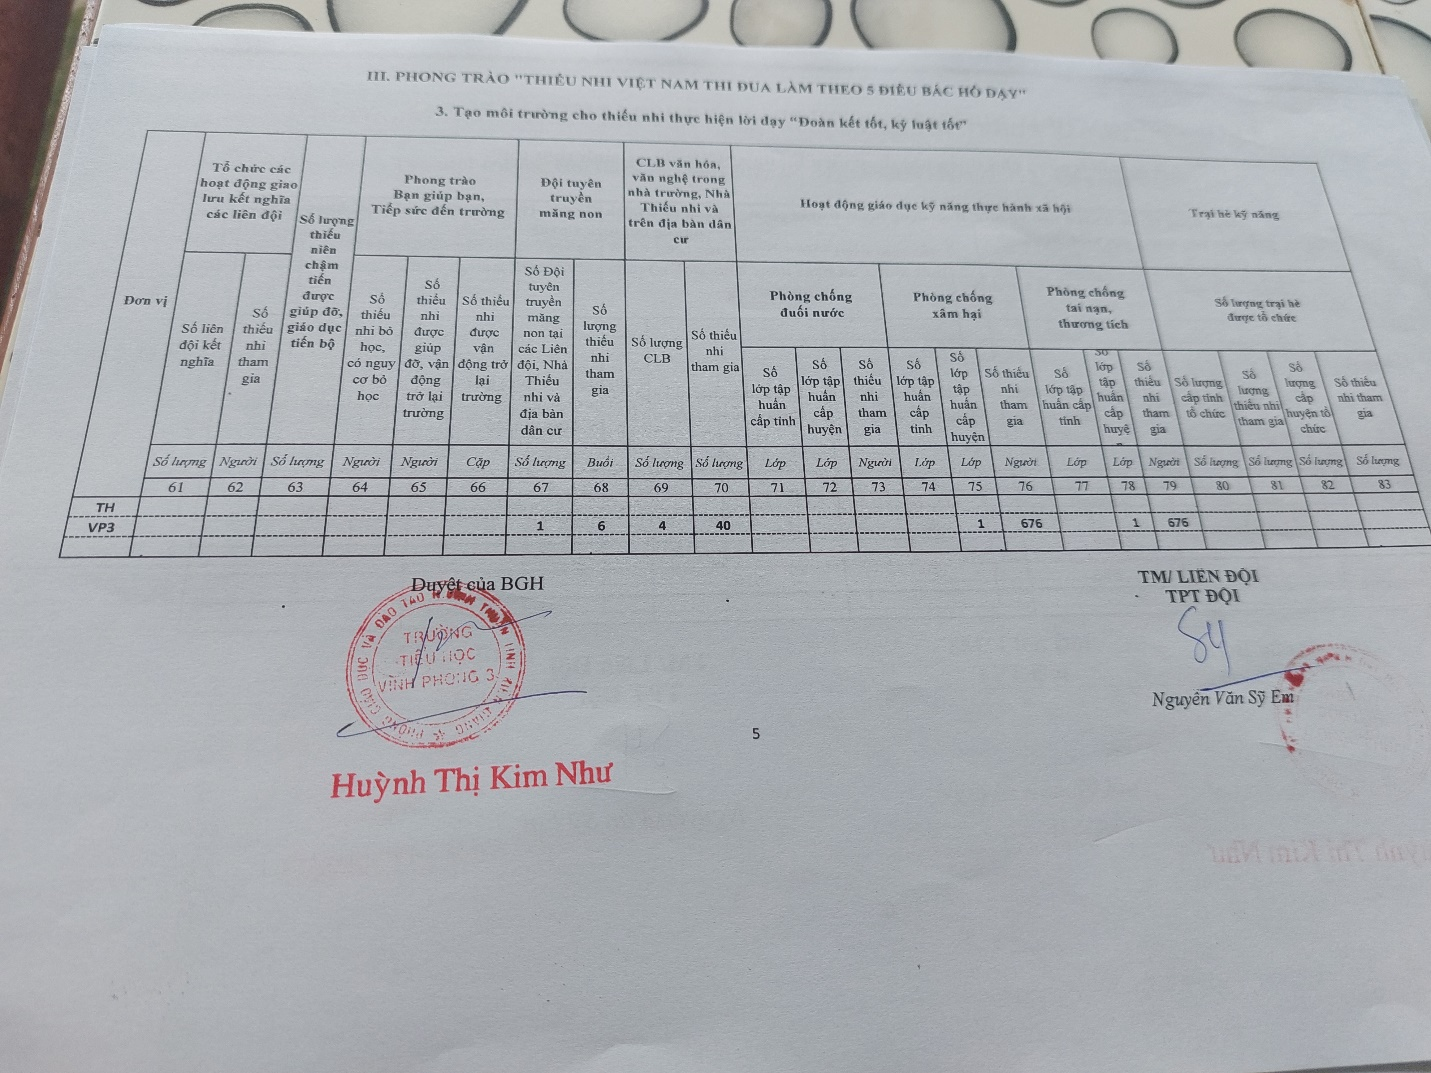 III. PHONG TRÀO "THIẾU NHI VIỆT NAM THI ĐUA LÀM THEO 5 ĐIỀU BÁC HỒ DẠY"
3. Tạo môi trường cho thiếu nhi thực hiện lời dạy “Đoàn kết tốt, kỷ luật tốt"
Đơn vị
Tổ chức các
hoạt động giao
lưu kết nghĩa
các liên đội
Số lượng
thiếu
niên
chậm
tiến
được
giúp đỡ,
giáo dục
tiến bộ
Phong trào
Bạn giúp bạn,
Tiếp sức đến trường
Đội tuyên
truyền
măng non
CLB văn hóa,
văn nghệ trong
nhà trường, Nhà
Thiếu nhi và
trên địa bàn dân
cư
Hoạt động giáo dục kỹ năng thực hành xã hội
Trại hè kỹ năng
Số liên
đội kết
nghĩa
Số
thiếu
nhi
tham
gia
Số
thiếu
nhi bỏ
học,
có nguy
cơ bỏ
học
Số
thiếu
nhi
được
giúp
đỡ, vận
động
trở lại
trường
Số thiếu
nhi
được
vận
động trở
lại
trường
Số Đội
tuyên
truyền
măng
non tại
các Liên
đội, Nhà
Thiếu
nhi và
địa bàn
dân cư
Số
lượng
thiếu
nhi
tham
gia
Số lượng
CLB
Số thiếu
nhi
tham gia
Phòng chống
đuối nước
Phòng chống
xâm hại
Phòng chống
tai nạn,
thương tích
Số lượng trại hè
được tổ chức
Số
lớp tập
huấn
cấp tỉnh
Số
lớp tập
huấn
cấp
huyện
Số
thiếu
nhi
tham
gia
Số
lớp tập
huấn
cấp
tỉnh
Số
lớp
tập
huấn
cấp
huyện
Số thiếu
nhi
tham
gia
Số
lớp tập
huấn cấp
tỉnh
Số
lớp
tập
huấn
cấp
huyệ
Số
thiếu
nhi
tham
gia
Số lượng
cấp tỉnh
tổ chức
Số
lượng
thiếu nhi
tham gia
Số
lượng
cấp
huyện tổ
chức
Số thiếu
nhi tham
gia
Số lượng Người Số lượng Người Người Cặp Số lượng Buổi Số lượng Số lượng Lớp Lớp Người Lớp Lớp Người Lớp Lớp Người Số lượng Số lượng Số lượng Số lượng
61 62 63 64 65 66 67 68 69 70 71 72 73 74 75 76 77 78 79 80 81 82 83
TH
VP3 1 6 4 40 1 676 1 676
Duyệt của BGH
TRƯỜNG
TIỂU HỌC
VĨNH PHONG 3
Huỳnh Thị Kim Như
TM/ LIÊN ĐỘI
TPT ĐỘI
Nguyễn Văn Sỹ Em
5